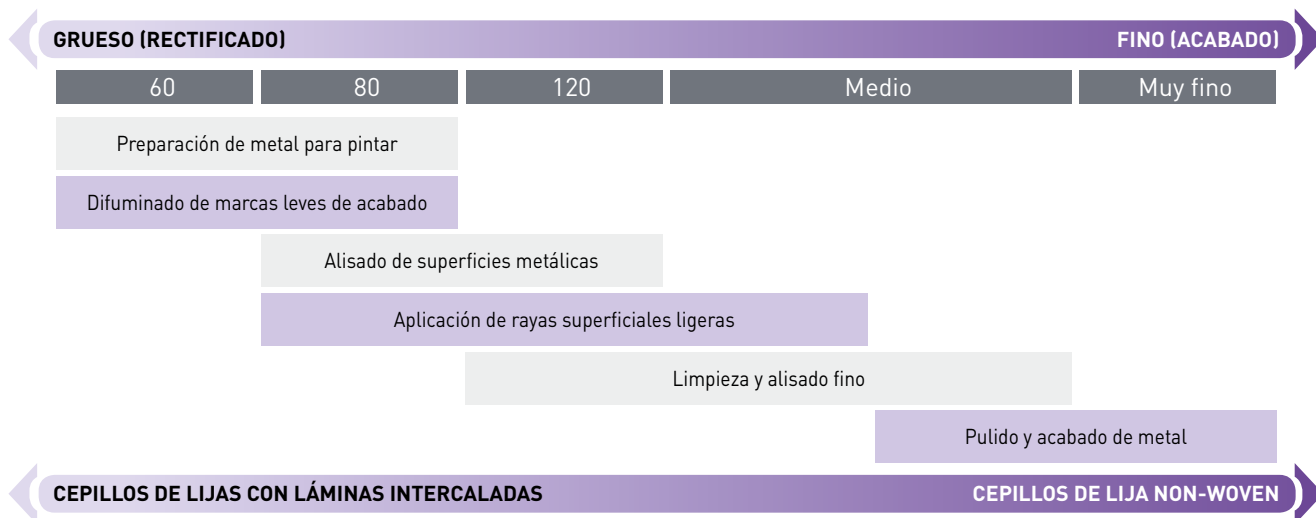 GRUESO (RECTIFICADO) FINO (ACABADO)
60 80 120 Medio Muy fino
Preparación de metal para pintar
Difuminado de marcas leves de acabado
Alisado de superficies metálicas
Aplicación de rayas superficiales ligeras
Limpieza y alisado fino
Pulido y acabado de metal
CEPILLOS DE LIJAS CON LÁMINAS INTERCALADAS CEPILLOS DE LIJA NON-WOVEN